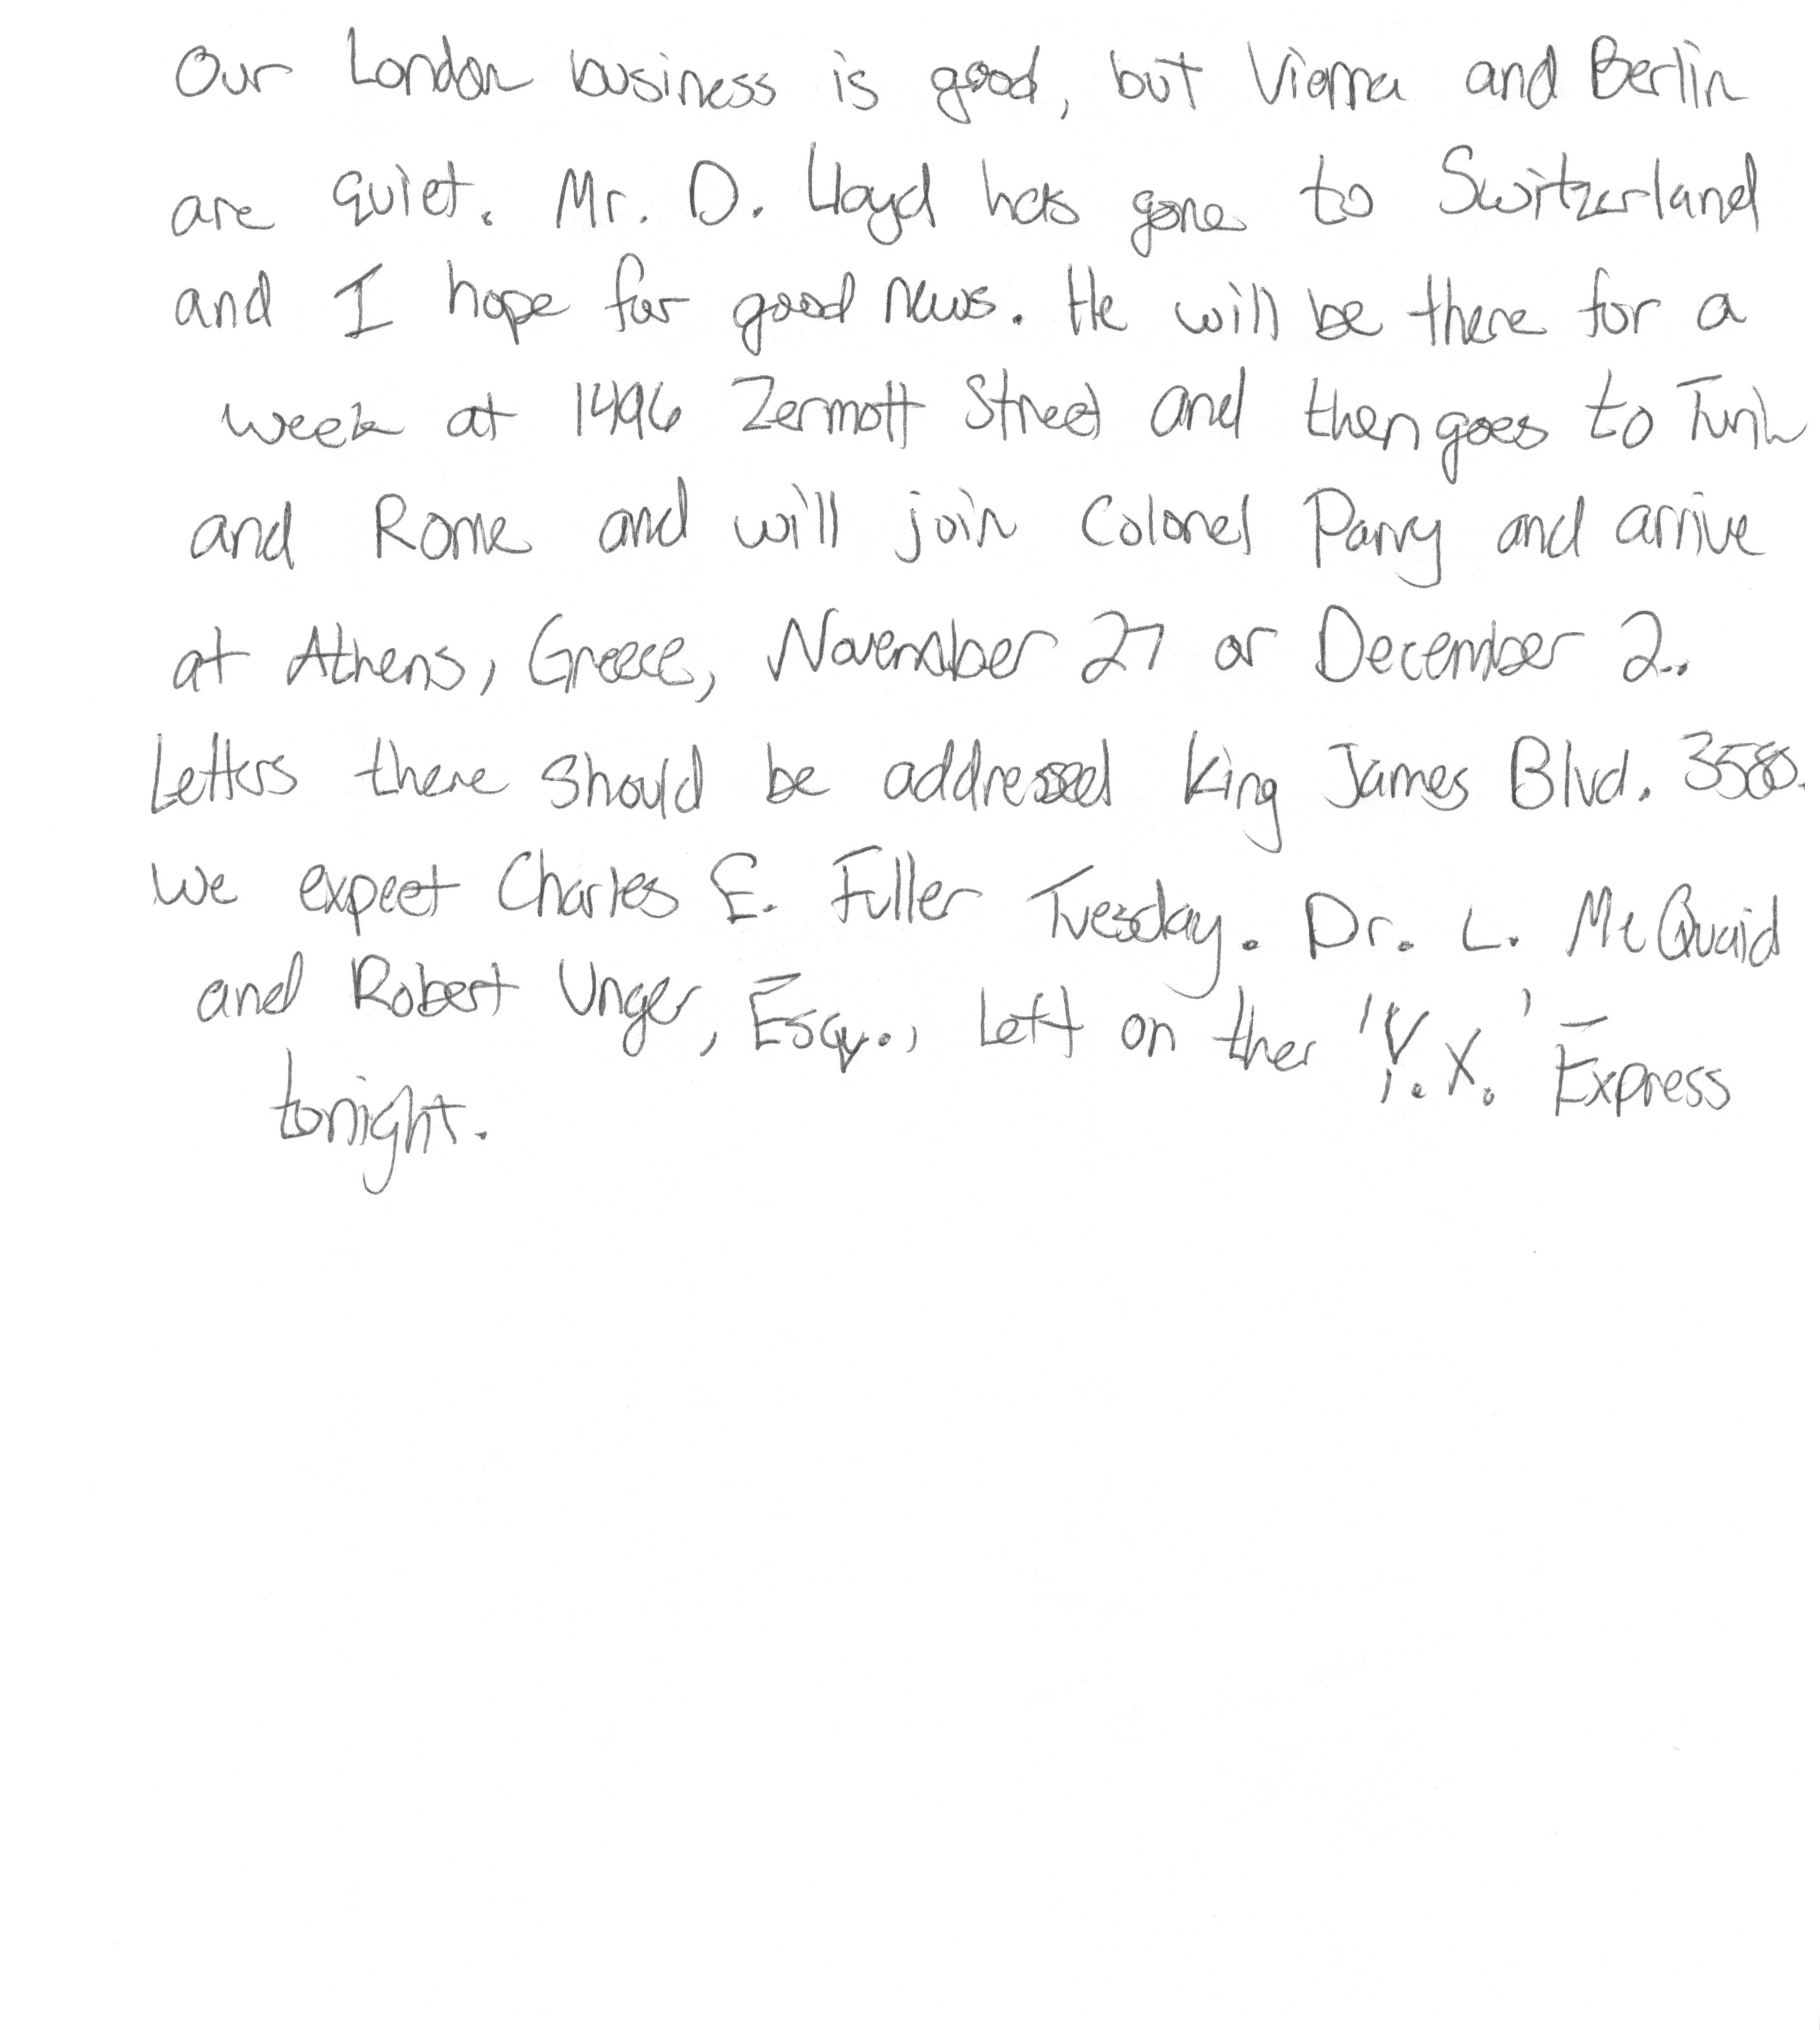 Our London business is good, but Vienna and Berlin
are quiet. Mr. D. Lloyd has gone to Switzerland
and I hope for good news. He will be there for a
week at 1496 Zermott Street and then goes to Turin
and Rome and will join Colonel Parry and arrive
at Athens, Greece, November 27 or December 2.
Letters there should be addressed King James Blvd. 3580.
We expect Charles E. Fuller Tuesday. Dr. L. McQuaid
and Robert Unger, Esqr., Left on ther 'Y.X.' Express
tonight.